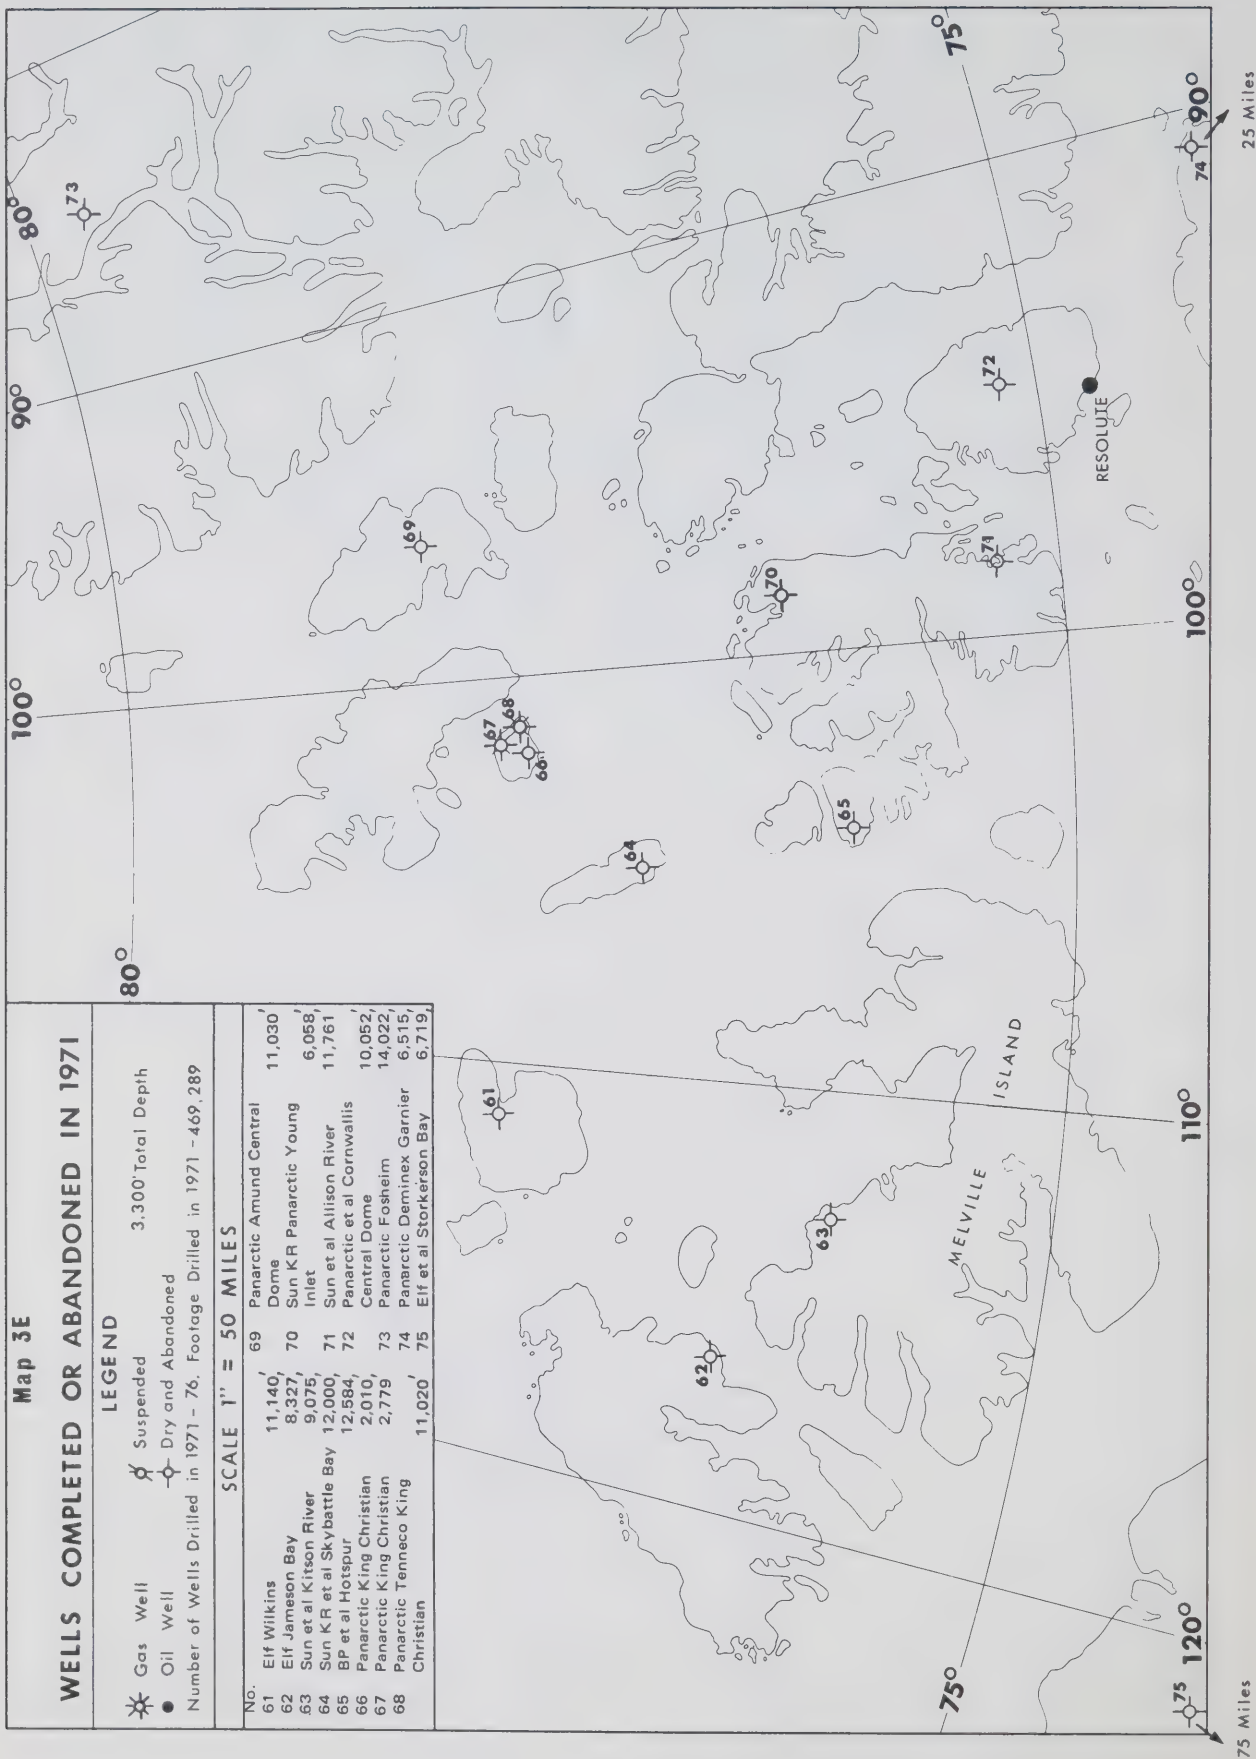 Map 3E
WELLS COMPLETED OR ABANDONED IN 1971
LEGEND
Gas Well Suspended 3,300' Total Depth
Oil Well Dry and Abandoned
Number of Wells Drilled in 1971 - 76, Footage Drilled in 1971 - 469,289
SCALE 1" = 50 MILES
No.
61 Elf Wilkins 11,140'
62 Elf Jameson Bay 8,327'
63 Sun et al Kitson River 9,075'
64 Sun KR et al Skybattle Bay 12,000'
65 BP et al Hotspur 12,584'
66 Panarctic King Christian 2,010'
67 Panarctic King Christian 2,779
68 Panarctic Tenneco King
Christian 11,020'
69 Panarctic Amund Central
Dome 11,030'
70 Sun KR Panarctic Young
Inlet 6,058'
71 Sun et al Allison River 11,761
72 Panarctic et al Cornwallis
Central Dome 10,052'
73 Panarctic Fosheim 14,022'
74 Panarctic Deminex Garnier 6,515'
75 Elf et al Storkerson Bay 6,719'
80°
100°
90°
80°
73
69
67
68
66
64
61
65
70
71
72
RESOLUTE
62
63
MELVILLE
ISLAND
75°
75°
75
120°
110°
100°
74
90°
75 Miles
25 Miles